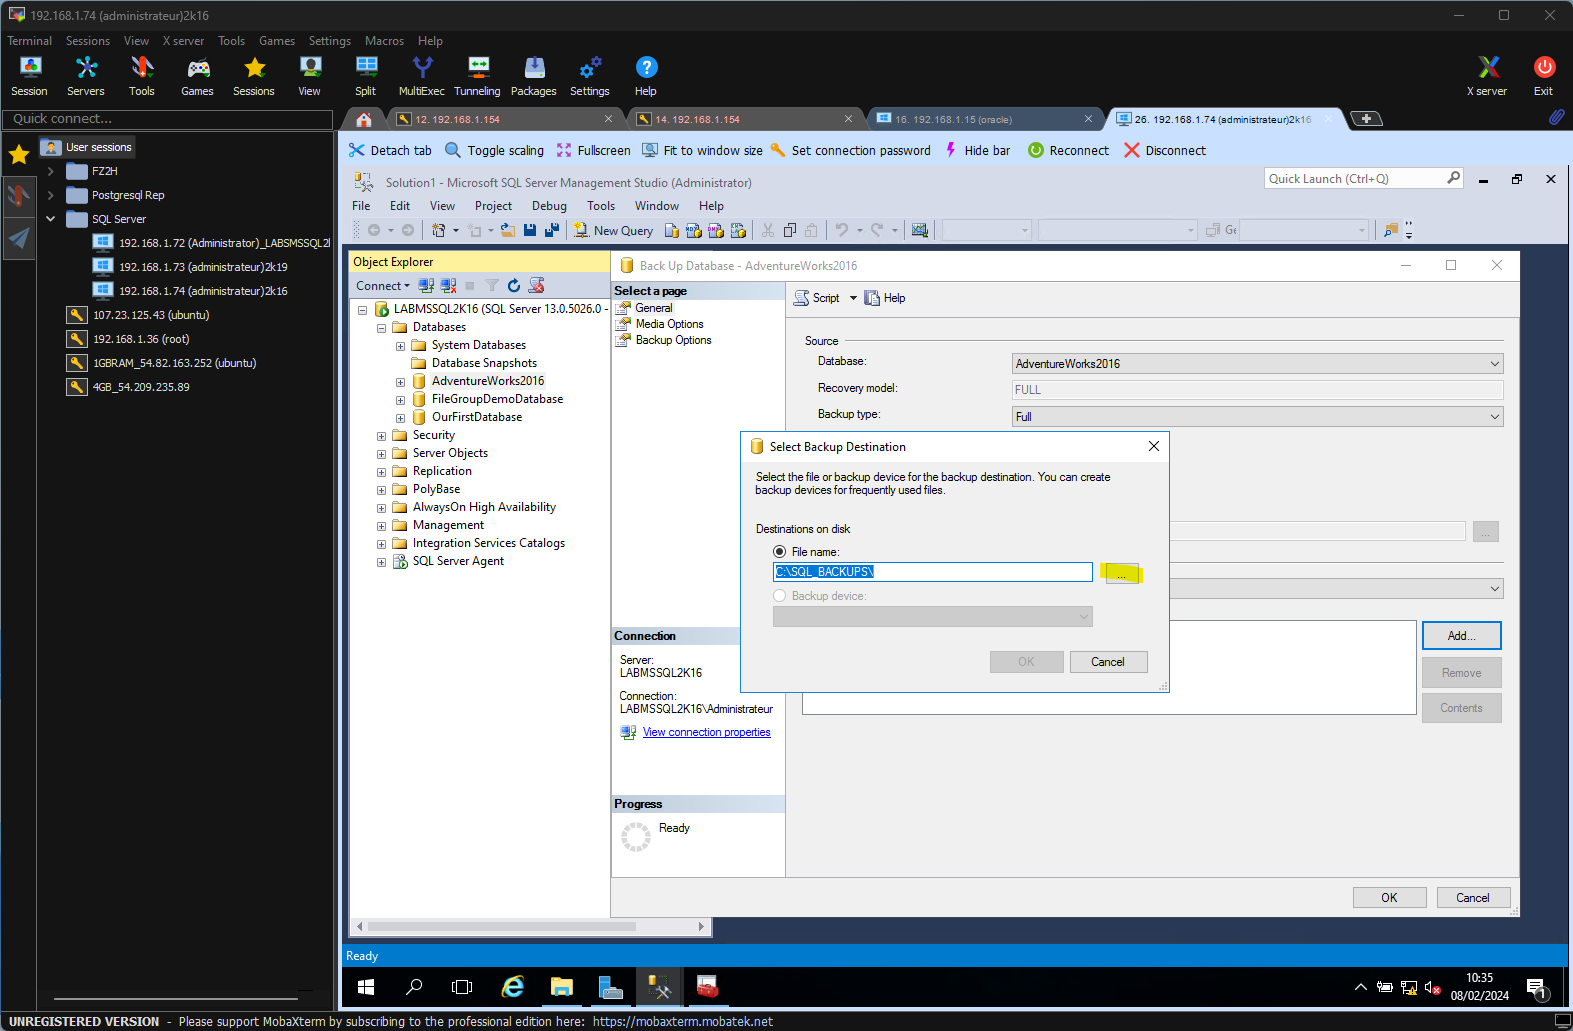 192.168.1.74 (administrateur)2k16
Terminal Sessions View X server Tools Games Settings Macros Help
Session Servers Tools Games Sessions View Split MultiExec Tunneling Packages Settings Help X server Exit
Quick connect...
12. 192.168.1.154 14. 192.168.1.154 16. 192.168.1.15 (oracle) 26. 192.168.1.74 (administrateur)2k16
Detach tab Toggle scaling Fullscreen Fit to window size Set connection password Hide bar Reconnect Disconnect
User sessions
FZ2H
Postgresql Rep
SQL Server
192.168.1.72 (Administrator)_LABSMSSQL2
192.168.1.73 (administrateur)2k19
192.168.1.74 (administrateur)2k16
107.23.125.43 (ubuntu)
192.168.1.36 (root)
1GBRAM_54.82.163.252 (ubuntu)
4GB_54.209.235.89
Solution1 - Microsoft SQL Server Management Studio (Administrator)
Quick Launch (Ctrl+Q)
File Edit View Project Debug Tools Window Help
New Query
Object Explorer
Connect
LABMSSQL2K16 (SQL Server 13.0.5026.0 -
Databases
System Databases
Database Snapshots
AdventureWorks2016
FileGroupDemoDatabase
OurFirstDatabase
Security
Server Objects
Replication
PolyBase
AlwaysOn High Availability
Management
Integration Services Catalogs
SQL Server Agent
Back Up Database - AdventureWorks2016
Select a page
General
Media Options
Backup Options
Script Help
Source
Database: AdventureWorks2016
Recovery model: FULL
Backup type: Full
Select Backup Destination
Select the file or backup device for the backup destination. You can create
backup devices for frequently used files.
Destinations on disk
File name:
C:\SQL_BACKUPS\ ...
Backup device:
OK Cancel
...
Add...
Remove
Contents
Connection
Server:
LABMSSQL2K16
Connection:
LABMSSQL2K16\Administrateur
View connection properties
Progress
Ready
OK Cancel
Ready
10:35
08/02/2024
1
UNREGISTERED VERSION - Please support MobaXterm by subscribing to the professional edition here: https://mobaxterm.mobatek.net